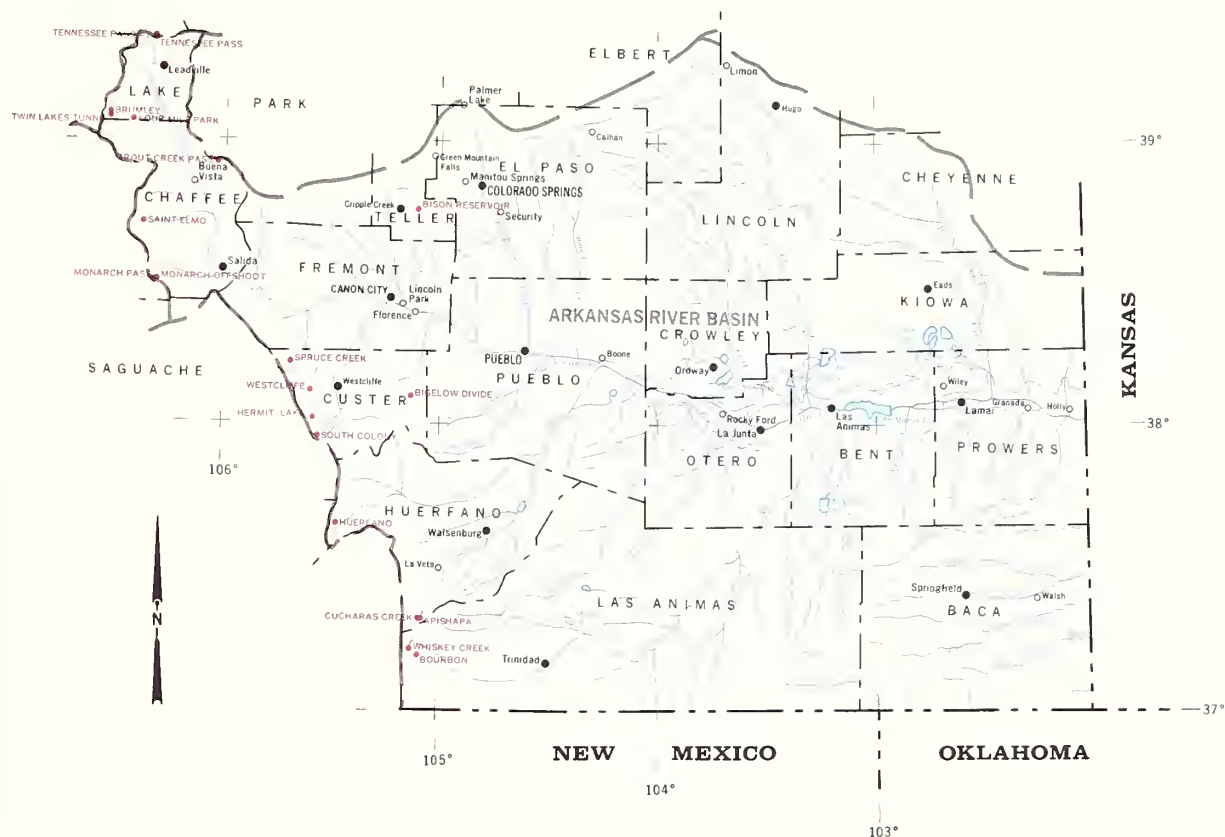 TENNESSEE PASS
TENNESSEE PASS
Leadville
LAKE
PARK
ELBERT
Limon
Palmer
Lake
Hugo
BRUMLEY
TWIN LAKES TUNNEL
FOUR MILE PARK
Calhan
39°
TROUT CREEK PASS
Buena
Vista
Green Mountain
Falls
EL PASO
Manitou Springs
COLORADO SPRINGS
CHEYENNE
CHAFFEE
Cripple Creek
BISON RESERVOIR
TELLER
Security
SAINT ELMO
LINCOLN
Salida
MONARCH PASS
MONARCH OFFSHOOT
FREMONT
CANON CITY
Lincoln
Park
Florence
Eads
KIOWA
ARKANSAS RIVER BASIN
CROWLEY
KANSAS
SAGUACHE
SPRUCE CREEK
PUEBLO
Boone
PUEBLO
Ordway
WESTCLIFFE
Westcliffe
CUSTER
BIGELOW DIVIDE
Wiley
Lamar
Granada
Holly
HERMIT LAKE
Rocky Ford
La Junta
Las
Animas
38°
SOUTH COLONY
OTERO
BENT
PROWERS
106°
HUERFANO
HUERFANO
Walsenburg
La Veta
LAS ANIMAS
Springfield
Walsh
BACA
CUCHARAS CREEK
APISHAPA
N
WHISKEY CREEK
BOURBON
Trinidad
37°
NEW MEXICO
OKLAHOMA
105°
104°
103°